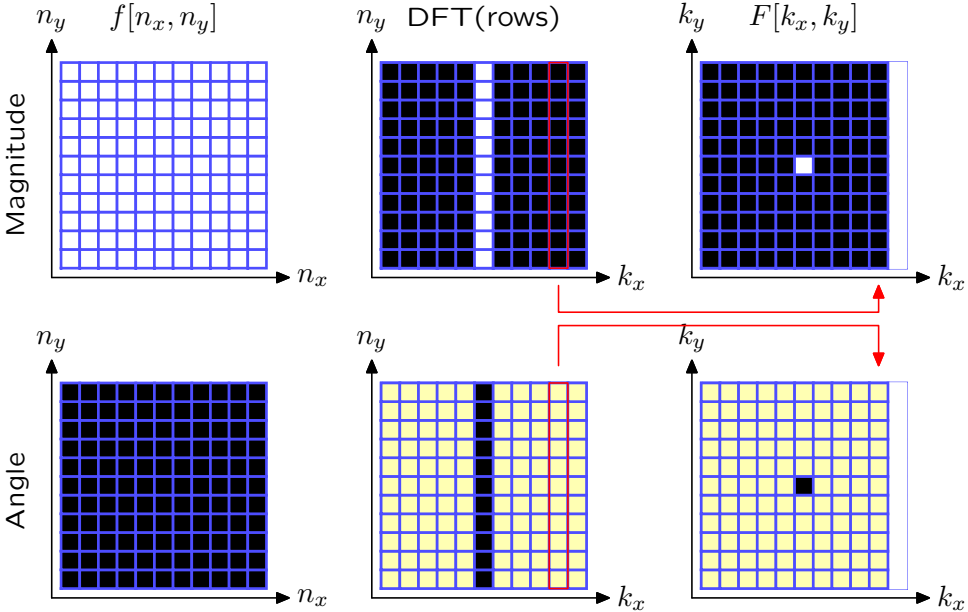 n_y f[n_x, n_y] n_y DFT(rows) k_y F[k_x, k_y]
Magnitude
n_x k_x k_x
n_y n_y k_y
Angle
n_x k_x k_x